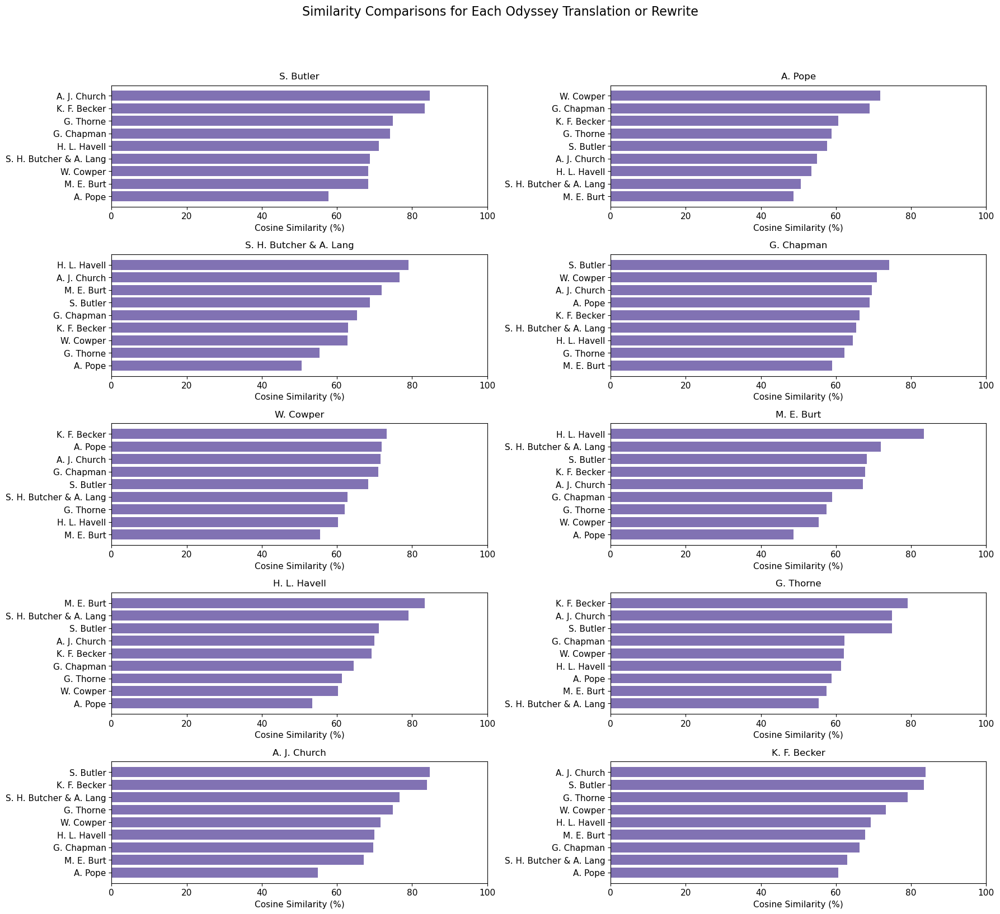 Similarity Comparisons for Each Odyssey Translation or Rewrite
S. Butler
A. J. Church
K. F. Becker
G. Thorne
G. Chapman
H. L. Havell
S. H. Butcher & A. Lang
W. Cowper
M. E. Burt
A. Pope
0 20 40 60 80 100
Cosine Similarity (%)
A. Pope
W. Cowper
G. Chapman
K. F. Becker
G. Thorne
S. Butler
A. J. Church
H. L. Havell
S. H. Butcher & A. Lang
M. E. Burt
0 20 40 60 80 100
Cosine Similarity (%)
S. H. Butcher & A. Lang
H. L. Havell
A. J. Church
M. E. Burt
S. Butler
G. Chapman
K. F. Becker
W. Cowper
G. Thorne
A. Pope
0 20 40 60 80 100
Cosine Similarity (%)
G. Chapman
S. Butler
W. Cowper
A. J. Church
A. Pope
K. F. Becker
S. H. Butcher & A. Lang
H. L. Havell
G. Thorne
M. E. Burt
0 20 40 60 80 100
Cosine Similarity (%)
W. Cowper
K. F. Becker
A. Pope
A. J. Church
G. Chapman
S. Butler
S. H. Butcher & A. Lang
G. Thorne
H. L. Havell
M. E. Burt
0 20 40 60 80 100
Cosine Similarity (%)
M. E. Burt
H. L. Havell
S. H. Butcher & A. Lang
S. Butler
K. F. Becker
A. J. Church
G. Chapman
G. Thorne
W. Cowper
A. Pope
0 20 40 60 80 100
Cosine Similarity (%)
H. L. Havell
M. E. Burt
S. H. Butcher & A. Lang
S. Butler
A. J. Church
K. F. Becker
G. Chapman
G. Thorne
W. Cowper
A. Pope
0 20 40 60 80 100
Cosine Similarity (%)
G. Thorne
K. F. Becker
A. J. Church
S. Butler
G. Chapman
W. Cowper
H. L. Havell
A. Pope
M. E. Burt
S. H. Butcher & A. Lang
0 20 40 60 80 100
Cosine Similarity (%)
A. J. Church
S. Butler
K. F. Becker
S. H. Butcher & A. Lang
G. Thorne
W. Cowper
H. L. Havell
G. Chapman
M. E. Burt
A. Pope
0 20 40 60 80 100
Cosine Similarity (%)
K. F. Becker
A. J. Church
S. Butler
G. Thorne
W. Cowper
H. L. Havell
M. E. Burt
G. Chapman
S. H. Butcher & A. Lang
A. Pope
0 20 40 60 80 100
Cosine Similarity (%)